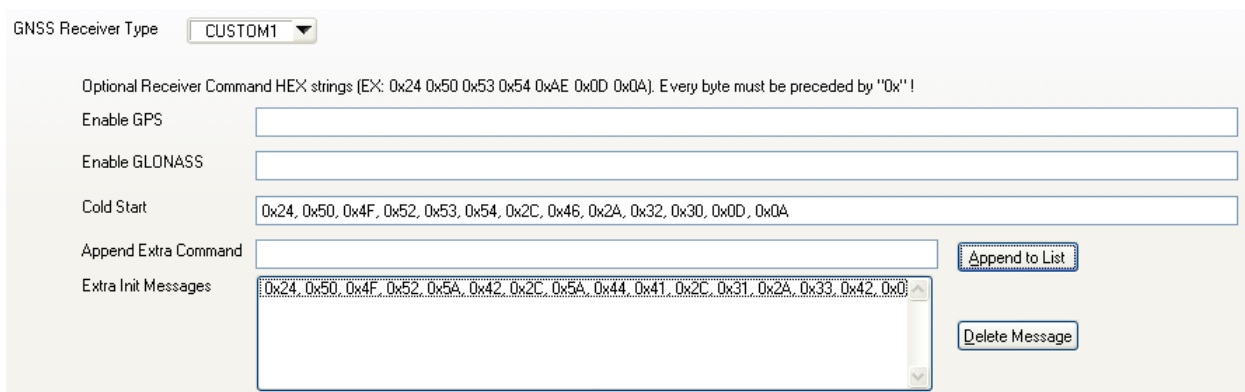 GNSS Receiver Type CUSTOM1
Optional Receiver Command HEX strings (EX: 0x24 0x50 0x53 0x54 0xAE 0x0D 0x0A). Every byte must be preceded by "0x" !
Enable GPS
Enable GLONASS
Cold Start 0x24, 0x50, 0x4F, 0x52, 0x53, 0x54, 0x2C, 0x46, 0x2A, 0x32, 0x30, 0x0D, 0x0A
Append Extra Command Append to List
Extra Init Messages 0x24, 0x50, 0x4F, 0x52, 0x5A, 0x42, 0x2C, 0x5A, 0x44, 0x41, 0x2C, 0x31, 0x2A, 0x33, 0x42, 0x0
Delete Message